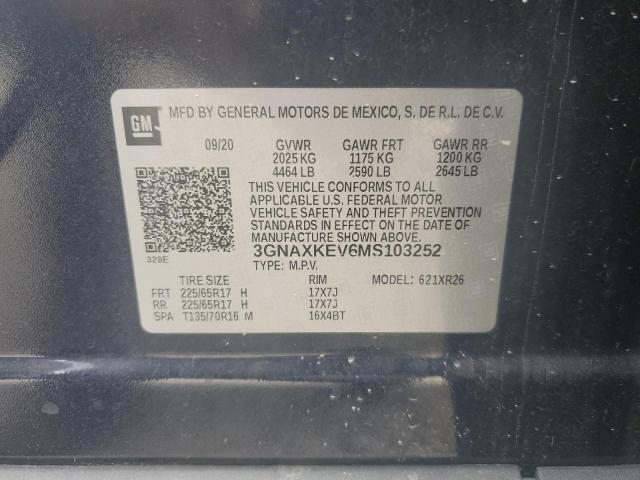 GM
MFD BY GENERAL MOTORS DE MEXICO, S. DE R.L. DE C.V.
09/20 GVWR GAWR FRT GAWR RR
2025 KG 1175 KG 1200 KG
4464 LB 2590 LB 2645 LB
THIS VEHICLE CONFORMS TO ALL
APPLICABLE U.S. FEDERAL MOTOR
VEHICLE SAFETY AND THEFT PREVENTION
STANDARDS IN EFFECT ON THE DATE OF
MANUFACTURE SHOWN ABOVE.
328E 3GNAXKEV6MS103252
TYPE: M.P.V.
TIRE SIZE RIM MODEL: 621XR26
FRT 225/65R17 H 17X7J
RR 225/65R17 H 17X7J
SPA T135/70R16 M 16X4BT